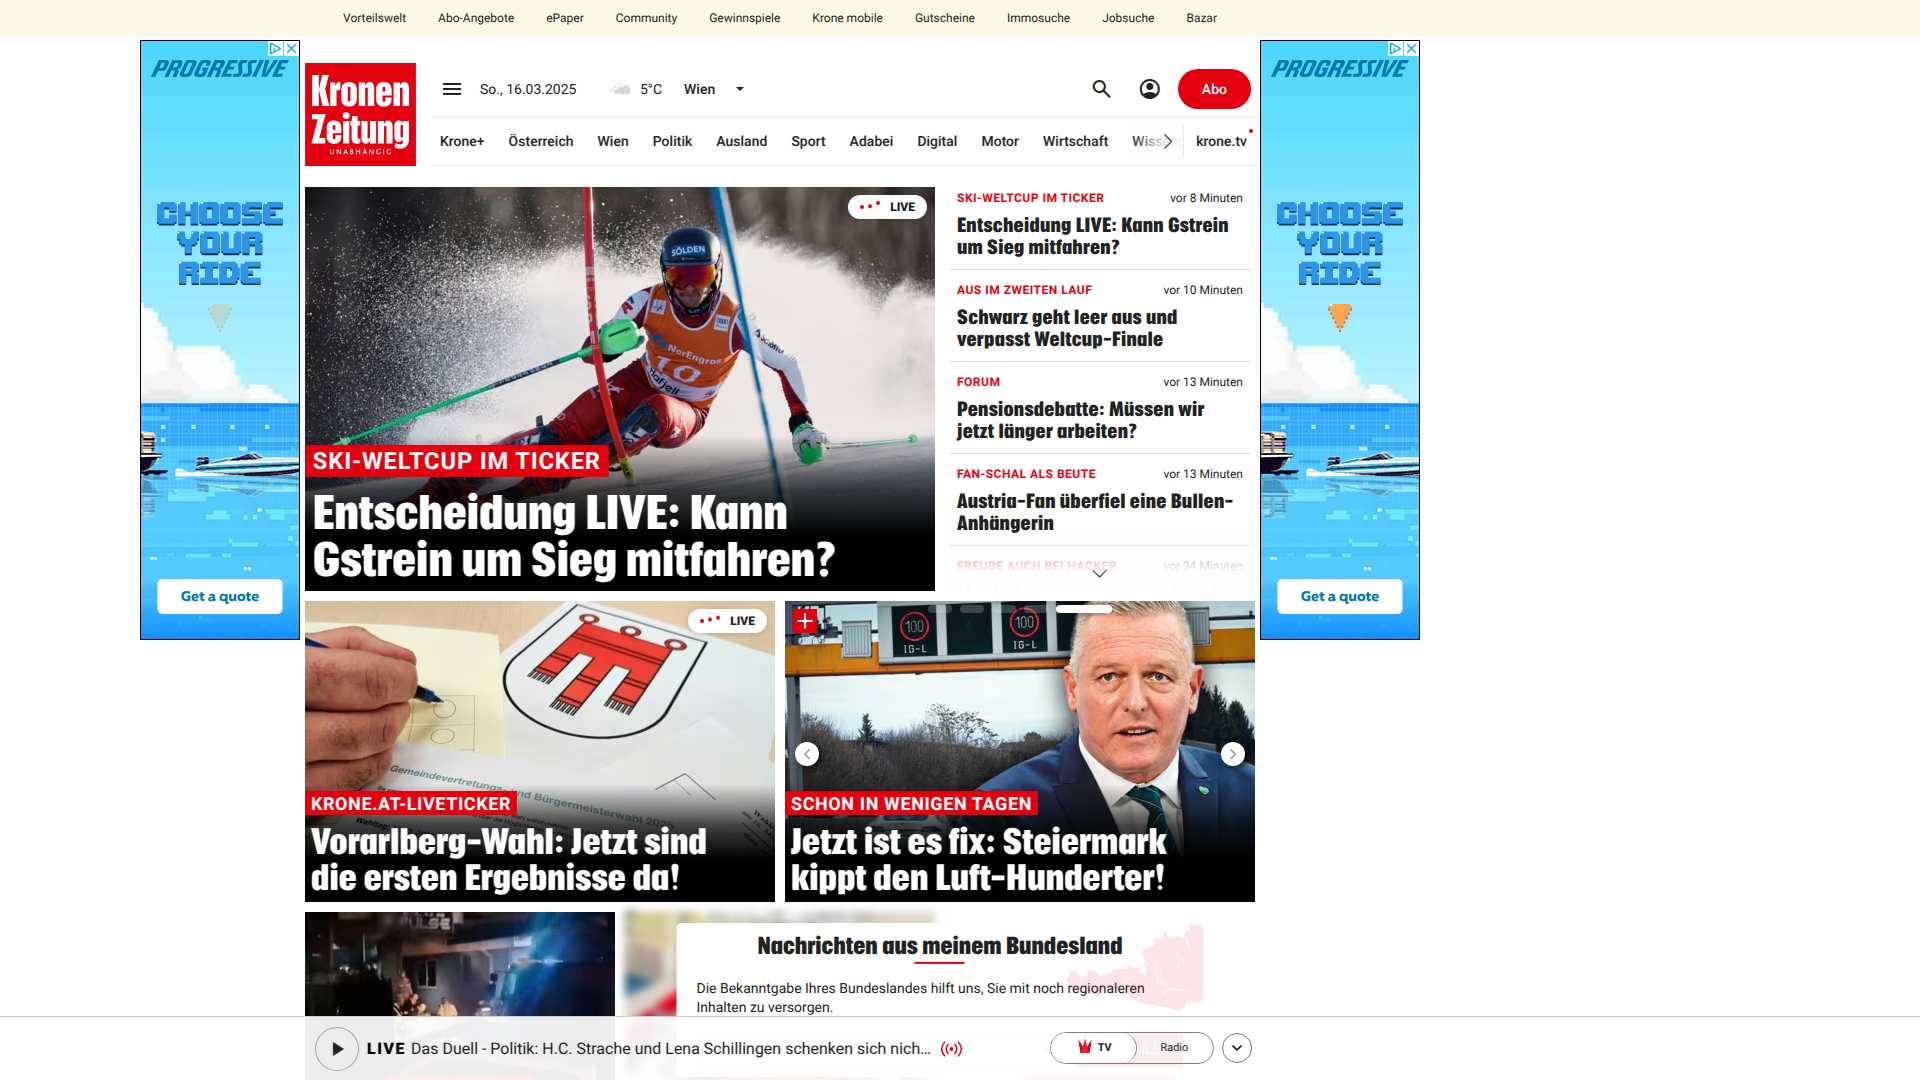 Vorteilswelt Abo-Angebote ePaper Community Gewinnspiele Krone mobile Gutscheine Immosuche Jobsuche Bazar
PROGRESSIVE
CHOOSE
YOUR
RIDE
Get a quote
Kronen
Zeitung
UNABHÄNGIG
So., 16.03.2025 5°C Wien
Abo
Krone+ Österreich Wien Politik Ausland Sport Adabei Digital Motor Wirtschaft krone.tv
LIVE
SÖLDEN
NorEngros
10
Hafjell
SKI-WELTCUP IM TICKER
Entscheidung LIVE: Kann
Gstrein um Sieg mitfahren?
SKI-WELTCUP IM TICKER vor 8 Minuten
Entscheidung LIVE: Kann Gstrein
um Sieg mitfahren?
AUS IM ZWEITEN LAUF vor 10 Minuten
Schwarz geht leer aus und
verpasst Weltcup-Finale
FORUM vor 13 Minuten
Pensionsdebatte: Müssen wir
jetzt länger arbeiten?
FAN-SCHAL ALS BEUTE vor 13 Minuten
Austria-Fan überfiel eine Bullen-
Anhängerin
FREUDE AUCH BEI HACKER vor 34 Minuten
PROGRESSIVE
CHOOSE
YOUR
RIDE
Get a quote
LIVE
Gemeindevertretungs- und Bürgermeisterwahl 2025
KRONE.AT-LIVETICKER
Vorarlberg-Wahl: Jetzt sind
die ersten Ergebnisse da!
100 100
IG-L IG-L
SCHON IN WENIGEN TAGEN
Jetzt ist es fix: Steiermark
kippt den Luft-Hunderter!
Nachrichten aus meinem Bundesland
Die Bekanntgabe Ihres Bundeslandes hilft uns, Sie mit noch regionaleren
Inhalten zu versorgen.
LIVE Das Duell - Politik: H.C. Strache und Lena Schillingen schenken sich nich...
TV Radio